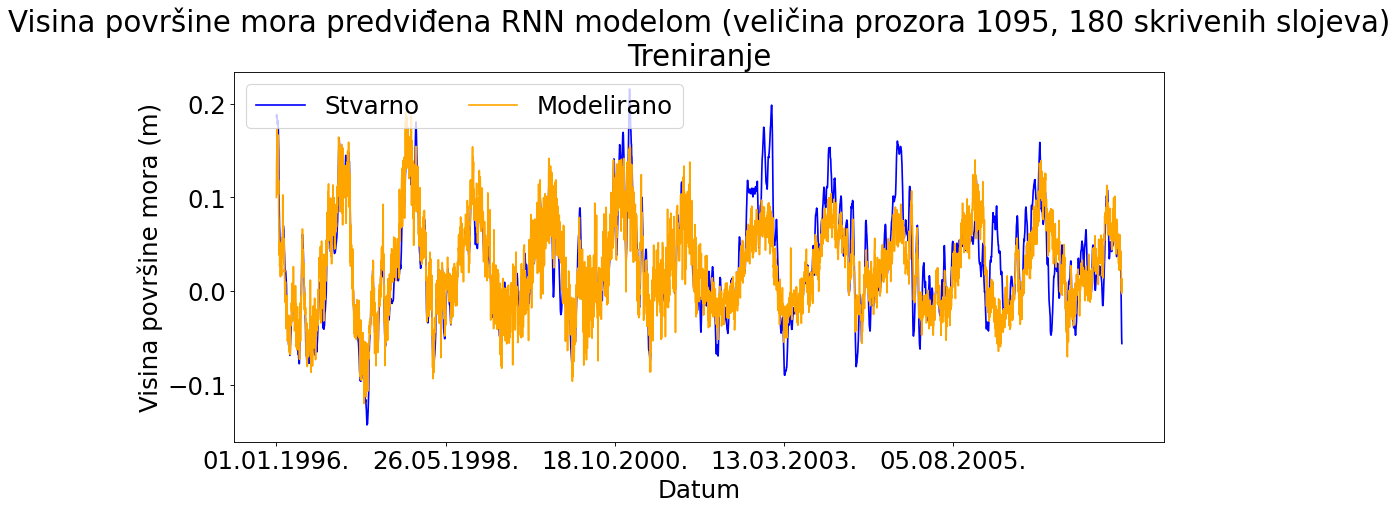 Visina površine mora predviđena RNN modelom (veličina prozora 1095, 180 skrivenih slojeva)
Treniranje
Stvarno Modelirano
Visina površine mora (m)
0.2
0.1
0.0
−0.1
01.01.1996. 26.05.1998. 18.10.2000. 13.03.2003. 05.08.2005.
Datum